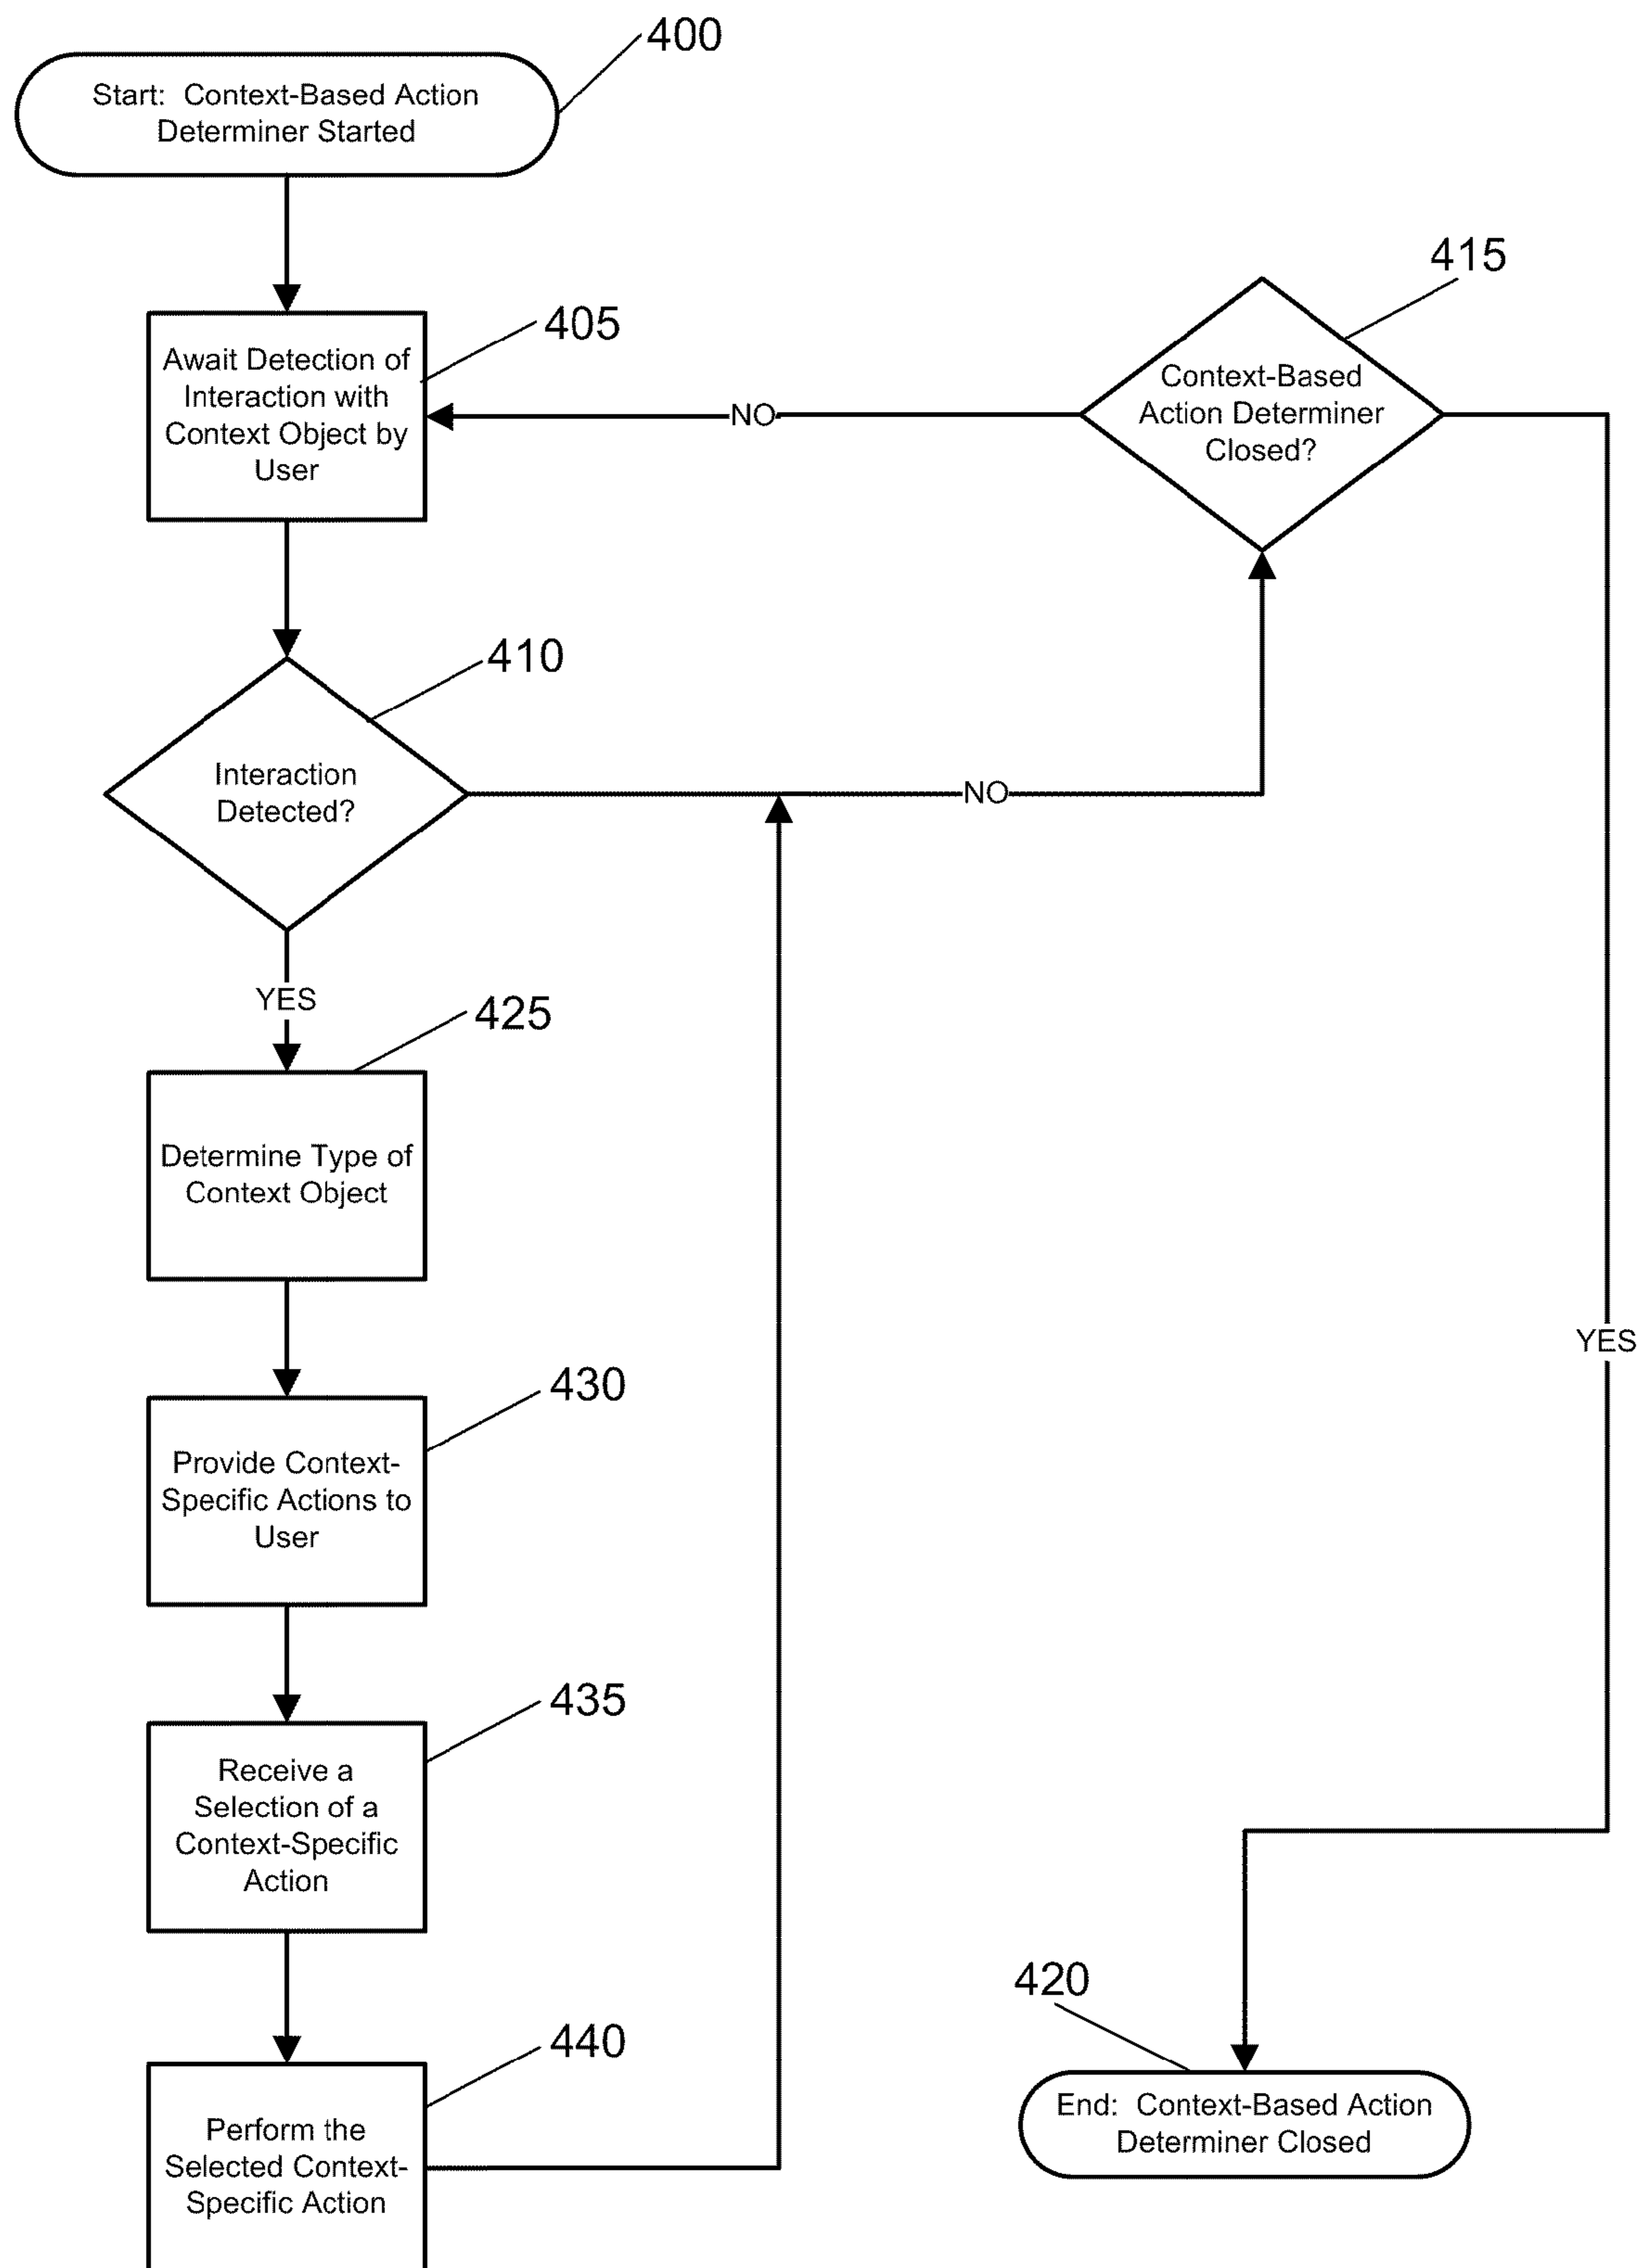 400
Start: Context-Based Action
Determiner Started
415
405
Await Detection of
Interaction with
Context Object by
User
NO
Context-Based
Action Determiner
Closed?
410
Interaction
Detected?
NO
YES
425
Determine Type of
Context Object
YES
430
Provide Context-
Specific Actions to
User
435
Receive a
Selection of a
Context-Specific
Action
420
End: Context-Based Action
Determiner Closed
440
Perform the
Selected Context-
Specific Action